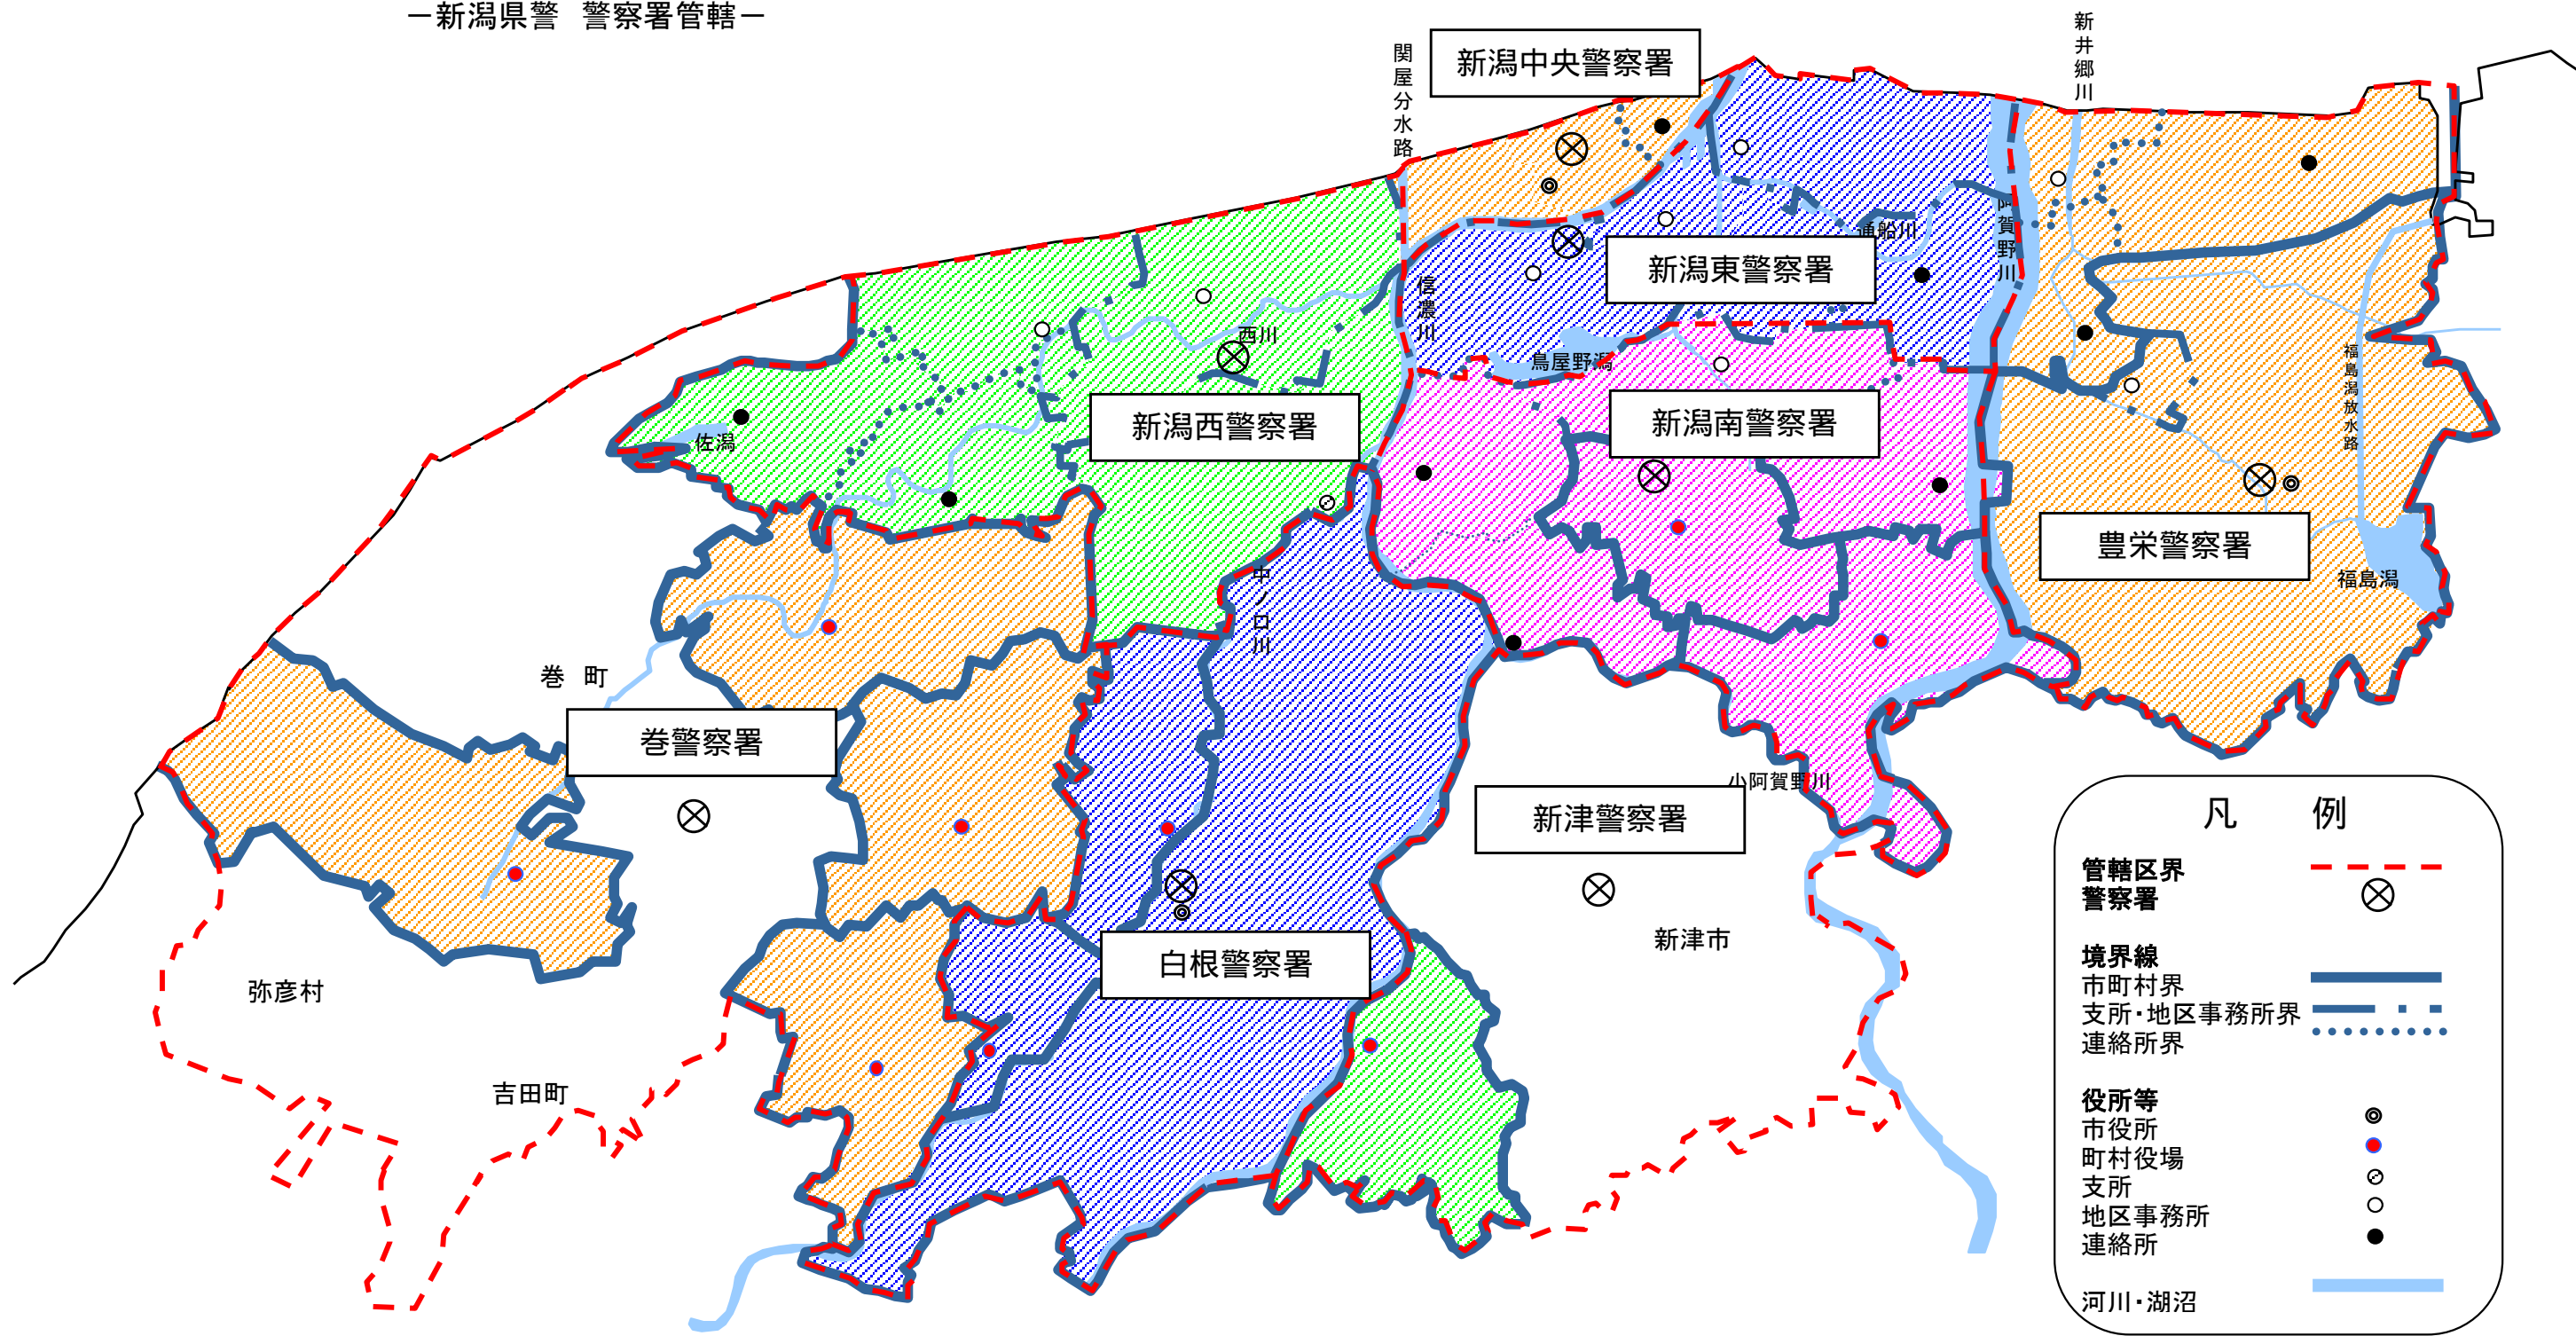 －新潟県警　警察署管轄－
新井郷川
関屋分水路
新潟中央警察署
阿賀野川
通船川
新潟東警察署
信濃川
西川
鳥屋野潟
福島潟放水路
新潟西警察署
新潟南警察署
佐潟
豊栄警察署
福島潟
中ノ口川
巻　町
巻警察署
小阿賀野川
新津警察署
新津市
白根警察署
弥彦村
吉田町
凡　例
管轄区界
警察署
境界線
市町村界
支所・地区事務所界
連絡所界
役所等
市役所
町村役場
支所
地区事務所
連絡所
河川・湖沼